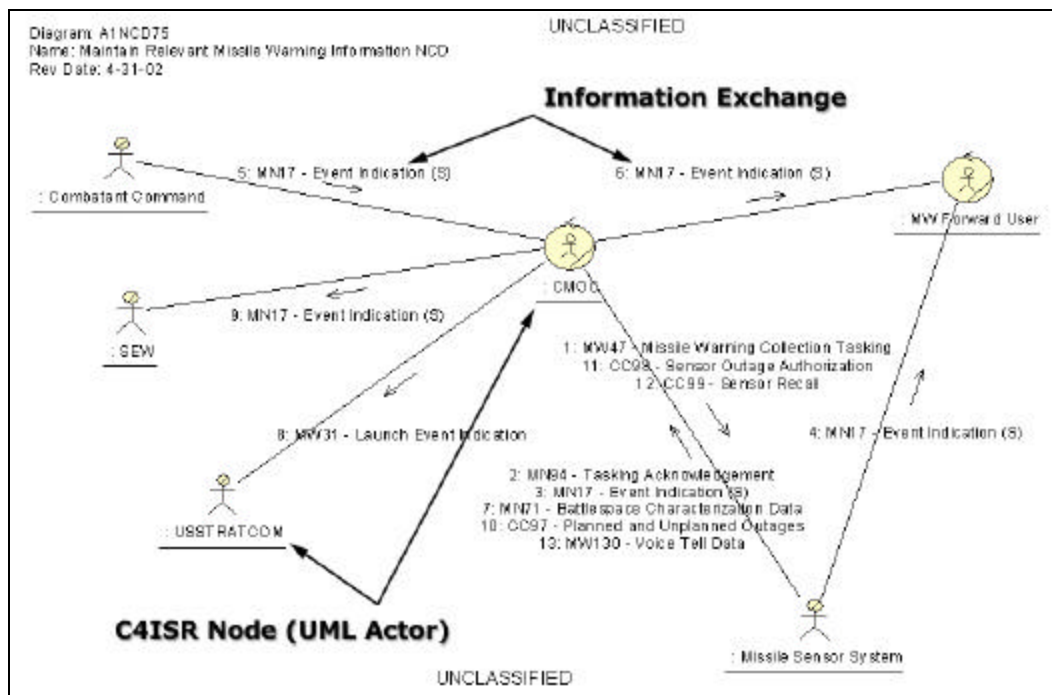 UNCLASSIFIED
Diagram: A1NCD75
Name: Maintain Relevant Missile Warning Information NCD
Rev Date: 4-31-02
Information Exchange
5: MN17 - Event Indication (S)
6: MN17 - Event Indication (S)
: Combatant Command
: MW Forward User
: CMOC
9: MN17 - Event Indication (S)
: SEW
1: MW47 - Missile Warning Collection Tasking
11: CC98 - Sensor Outage Authorization
12: CC99 - Sensor Recall
8: MW31 - Launch Event Indication
4: MN17 - Event Indication (S)
2: MN94 - Tasking Acknowledgement
3: MN17 - Event Indication (S)
7: MN71 - Battlespace Characterization Data
10: CC97 - Planned and Unplanned Outages
13: MW130 - Voice Tell Data
: USSTRATCOM
C4ISR Node (UML Actor)
: Missile Sensor System
UNCLASSIFIED